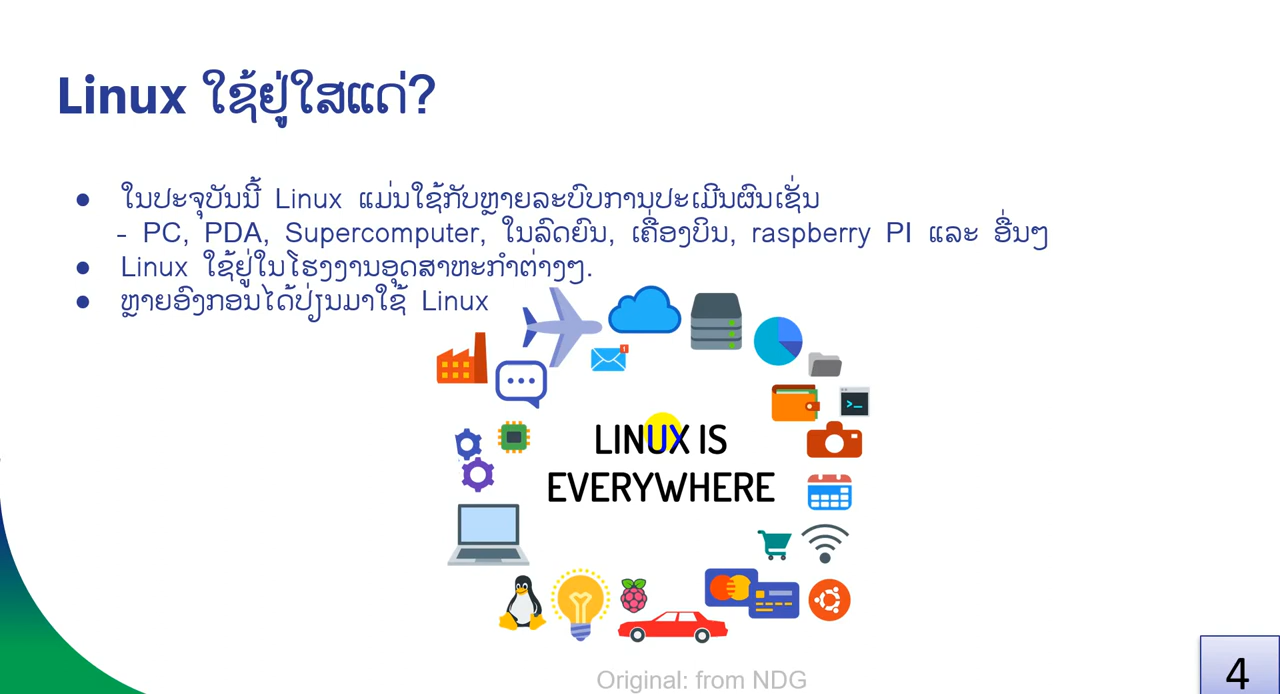 Linux ໃຊ້ຢູ່ໃສແດ່?
● ໃນປະຈຸບັນນີ້ Linux ແມ່ນໃຊ້ກັບຫຼາຍລະບົບການປະເມີນຜົນເຊັ່ນ
- PC, PDA, Supercomputer, ໃນລົດຍົນ, ເຄື່ອງບິນ, raspberry PI ແລະ ອື່ນໆ
● Linux ໃຊ້ຢູ່ໃນໂຮງງານອຸດສາຫະກຳຕ່າງໆ.
● ຫຼາຍອົງກອນໄດ້ປ່ຽນມາໃຊ້ Linux
1
>_
LINUX IS
EVERYWHERE
Original: from NDG
4